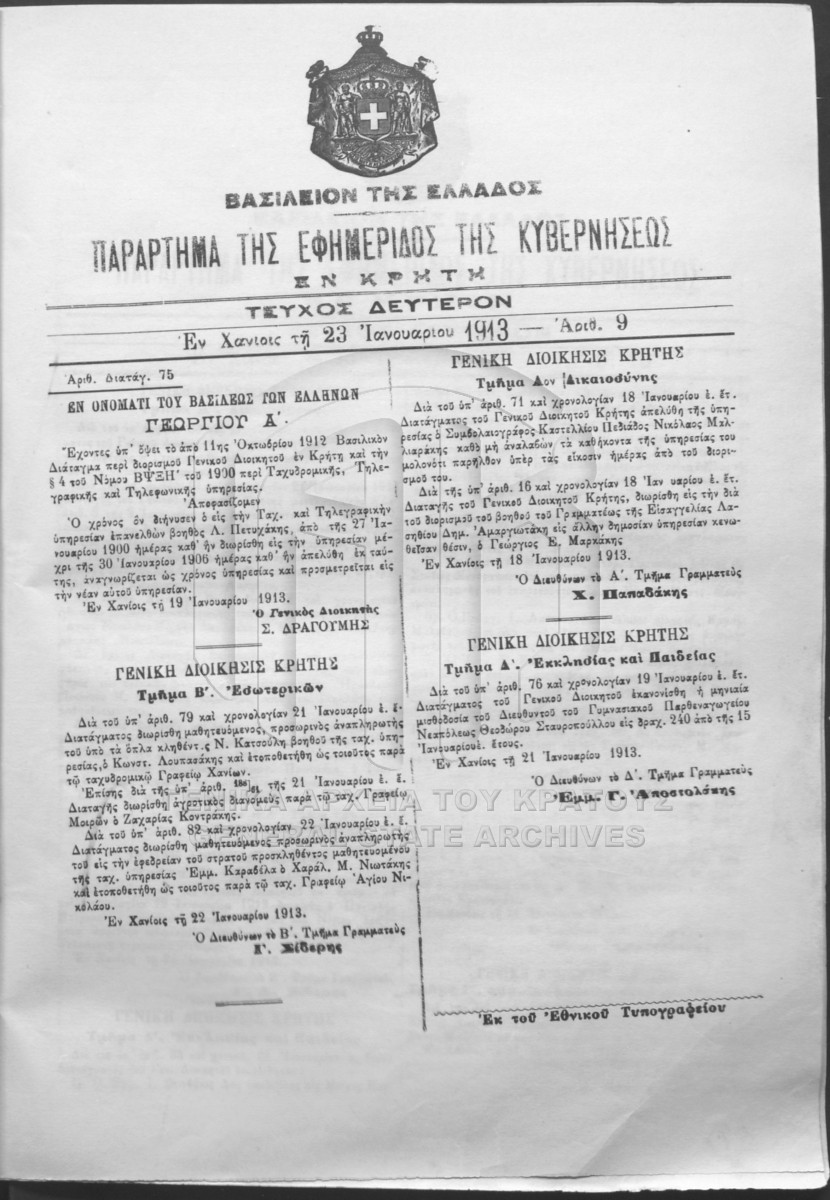 ΒΑΣΙΛΕΙΟΝ ΤΗΣ ΕΛΛΑΔΟΣ
ΠΑΡΑΡΤΗΜΑ ΤΗΣ ΕΦΗΜΕΡΙΔΟΣ ΤΗΣ ΚΥΒΕΡΝΗΣΕΩΣ
ΕΝ ΚΡΗΤΗ
ΤΕΥΧΟΣ ΔΕΥΤΕΡΟΝ
Ἐν Χανίοις τῇ 23 Ἰανουαρίου 1913 — Ἀριθ. 9
Ἀριθ. Διατάγ. 75
ΕΝ ΟΝΟΜΑΤΙ ΤΟΥ ΒΑΣΙΛΕΩΣ ΤΩΝ ΕΛΛΗΝΩΝ
ΓΕΩΡΓΙΟΥ Α΄.
Ἔχοντες ὑπ' ὄψει τὸ ἀπὸ 11ης Ὀκτωβρίου 1912 Βασιλικὸν
Διάταγμα περὶ διορισμοῦ Γενικοῦ Διοικητοῦ ἐν Κρήτῃ καὶ τὴν
§ 4 τοῦ Νόμου ΒΨΞΗ΄ τοῦ 1900 περὶ Ταχυδρομικῆς, Τηλε-
γραφικῆς καὶ Τηλεφωνικῆς ὑπηρεσίας.
Ἀποφασίζομεν
Ὁ χρόνος ὃν διήνυσεν ὁ εἰς τὴν Ταχ. καὶ Τηλεγραφικὴν
ὑπηρεσίαν ἐπανελθὼν βοηθὸς Λ. Πετυχάκης, ἀπὸ τῆς 27 Ἰα-
νουαρίου 1900 ἡμέρας καθ' ἣν διωρίσθη εἰς τὴν ὑπηρεσίαν μέ-
χρι τῆς 30 Ἰανουαρίου 1906 ἡμέρας καθ' ἣν ἀπελύθη ἐκ ταύ-
της, ἀναγνωρίζεται ὡς χρόνος ὑπηρεσίας καὶ προσμετρεῖται εἰς
τὴν νέαν αὐτοῦ ὑπηρεσίαν.
Ἐν Χανίοις τῇ 19 Ἰανουαρίου 1913.
Ὁ Γενικὸς Διοικητὴς
Σ. ΔΡΑΓΟΥΜΗΣ
ΓΕΝΙΚΗ ΔΙΟΙΚΗΣΙΣ ΚΡΗΤΗΣ
Τμῆμα Β΄. Ἐσωτερικῶν
Διὰ τοῦ ὑπ' ἀριθ. 79 καὶ χρονολογίαν 21 Ἰανουαρίου ἐ. ἔ.
Διατάγματος διωρίσθη μαθητευόμενος, προσωρινὸς ἀναπληρωτὴς
τοῦ ὑπὸ τὰ ὅπλα κληθέντος Ν. Κατσούλη βοηθοῦ τῆς ταχ. ὑπη-
ρεσίας, ὁ Κωνστ. Λουπασάκης καὶ ἐτοποθετήθη ὡς τοιοῦτος παρὰ
τῷ ταχυδρομικῷ Γραφείῳ Χανίων.
Ἐπίσης διὰ τῆς ὑπ' ἀριθ. τῆς 21 Ἰανουαρίου ἐ. ἔ.
Διαταγῆς διωρίσθη ἀγροτικὸς διανομεὺς παρὰ τῷ ταχ. Γραφείῳ
Μοιρῶν ὁ Ζαχαρίας Κοντράκης.
Διὰ τοῦ ὑπ' ἀριθ. 82 καὶ χρονολογίαν 22 Ἰανουαρίου ἐ. ἔ.
Διατάγματος διωρίσθη μαθητευόμενος προσωρινὸς ἀναπληρωτὴς
τοῦ εἰς τὴν ἐφεδρείαν τοῦ στρατοῦ προσκληθέντος μαθητευομένου
τῆς ταχ. ὑπηρεσίας Ἐμμ. Καραβέλα ὁ Χαράλ. Μ. Νιωτάκης
καὶ ἐτοποθετήθη ὡς τοιοῦτος παρὰ τῷ ταχ. Γραφείῳ Ἁγίου Νι-
κολάου.
Ἐν Χανίοις τῇ 22 Ἰανουαρίου 1913.
Ὁ Διευθύνων τὸ Β΄. Τμῆμα Γραμματεὺς
Γ. Σιδερῆς
ΓΕΝΙΚΗ ΔΙΟΙΚΗΣΙΣ ΚΡΗΤΗΣ
Τμῆμα Αον Δικαιοσύνης
Διὰ τοῦ ὑπ' ἀριθ. 71 καὶ χρονολογίαν 18 Ἰανουαρίου ἐ. ἔτ.
Διατάγματος τοῦ Γενικοῦ Διοικητοῦ Κρήτης ἀπελύθη τῆς ὑπη-
ρεσίας ὁ Συμβολαιογράφος Καστελλίου Πεδιάδος Νικόλαος Μαλ-
λιαράκης καθὸ μὴ ἀναλαβὼν τὰ καθήκοντα τῆς ὑπηρεσίας του
μολονότι παρῆλθον ὑπὲρ τὰς εἴκοσιν ἡμέρας ἀπὸ τοῦ διορι-
σμοῦ του.
Διὰ τῆς ὑπ' ἀριθ. 16 καὶ χρονολογίαν 18 Ἰανουαρίου ἐ. ἔτ.
Διαταγῆς τοῦ Γενικοῦ Διοικητοῦ Κρήτης, διωρίσθη εἰς τὴν διὰ
τοῦ διορισμοῦ τοῦ βοηθοῦ τοῦ Γραμματέως τῆς Εἰσαγγελίας Λα-
σηθίου Δημ. Ἀμαργιωτάκη εἰς ἄλλην δημοσίαν ὑπηρεσίαν κενω-
θεῖσαν θέσιν, ὁ Γεώργιος Ε. Μαρκάκης
Ἐν Χανίοις τῇ 18 Ἰανουαρίου 1913.
Ὁ Διευθύνων τὸ Α΄. Τμῆμα Γραμματεὺς
Χ. Παπαδάκης
ΓΕΝΙΚΗ ΔΙΟΙΚΗΣΙΣ ΚΡΗΤΗΣ
Τμῆμα Δ΄. Ἐκκλησίας καὶ Παιδείας
Διὰ τοῦ ὑπ' ἀριθ. 76 καὶ χρονολογίαν 19 Ἰανουαρίου ἐ. ἔτ.
Διατάγματος τοῦ Γενικοῦ Διοικητοῦ ἐκανονίσθη ἡ μηνιαία
μισθοδοσία τοῦ Διευθυντοῦ τοῦ Γυμνασιακοῦ Παρθεναγωγείου
Νεαπόλεως Θεοδώρου Σταυροπούλλου εἰς δραχ. 240 ἀπὸ τῆς 15
Ἰανουαρίου ἐ. ἔτους.
Ἐν Χανίοις τῇ 21 Ἰανουαρίου 1913.
Ὁ Διευθύνων τὸ Δ΄. Τμῆμα Γραμματεὺς
Ἐμμ. Γ. Ἀποστολάκης
Ἐκ τοῦ Ἐθνικοῦ Τυπογραφείου
ΑΡΧΕΙΑ ΤΟΥ ΚΡΑΤΟΥΣ
STATE ARCHIVES